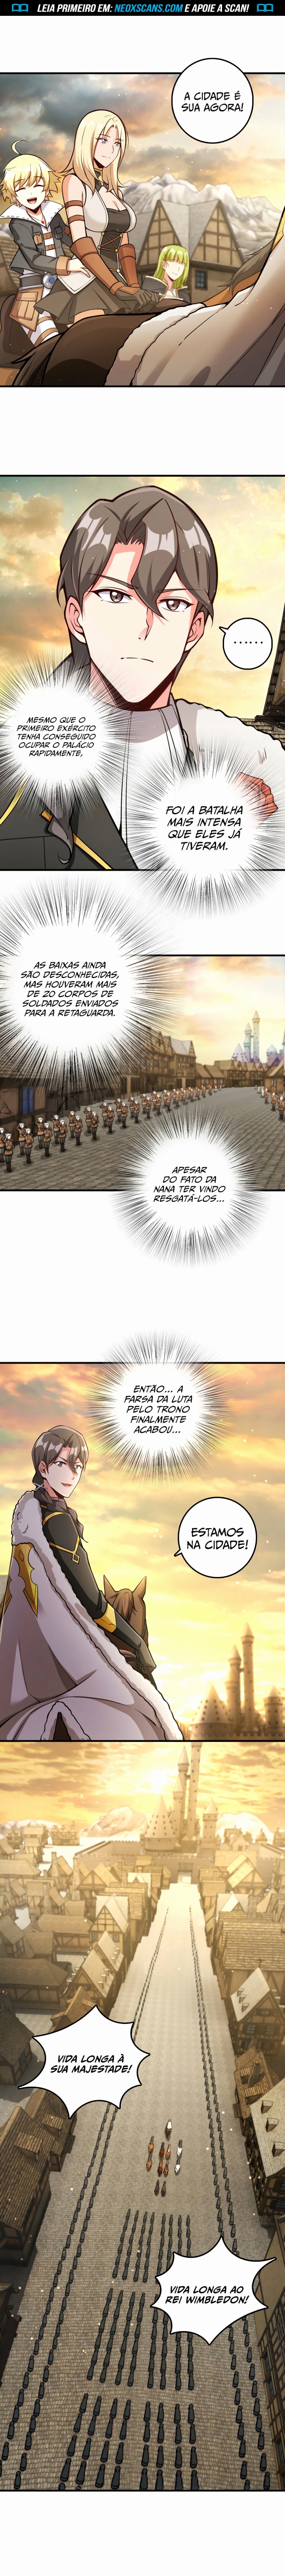 LEIA PRIMEIRO EM: NEOXSCANS.COM E APOIE A SCAN!
A CIDADE É
SUA AGORA!
......
MESMO QUE O
PRIMEIRO EXÉRCITO
TENHA CONSEGUIDO
OCUPAR O PALÁCIO
RAPIDAMENTE,
FOI A BATALHA
MAIS INTENSA
QUE ELES JÁ
TIVERAM.
AS BAIXAS AINDA
SÃO DESCONHECIDAS,
MAS HOUVERAM MAIS
DE 20 CORPOS DE
SOLDADOS ENVIADOS
PARA A RETAGUARDA.
APESAR
DO FATO DA
NANA TER VINDO
RESGATÁ-LOS...
ENTÃO... A
FARSA DA LUTA
PELO TRONO
FINALMENTE
ACABOU...
ESTAMOS
NA CIDADE!
VIDA LONGA À
SUA MAJESTADE!
VIDA LONGA AO
REI WIMBLEDON!